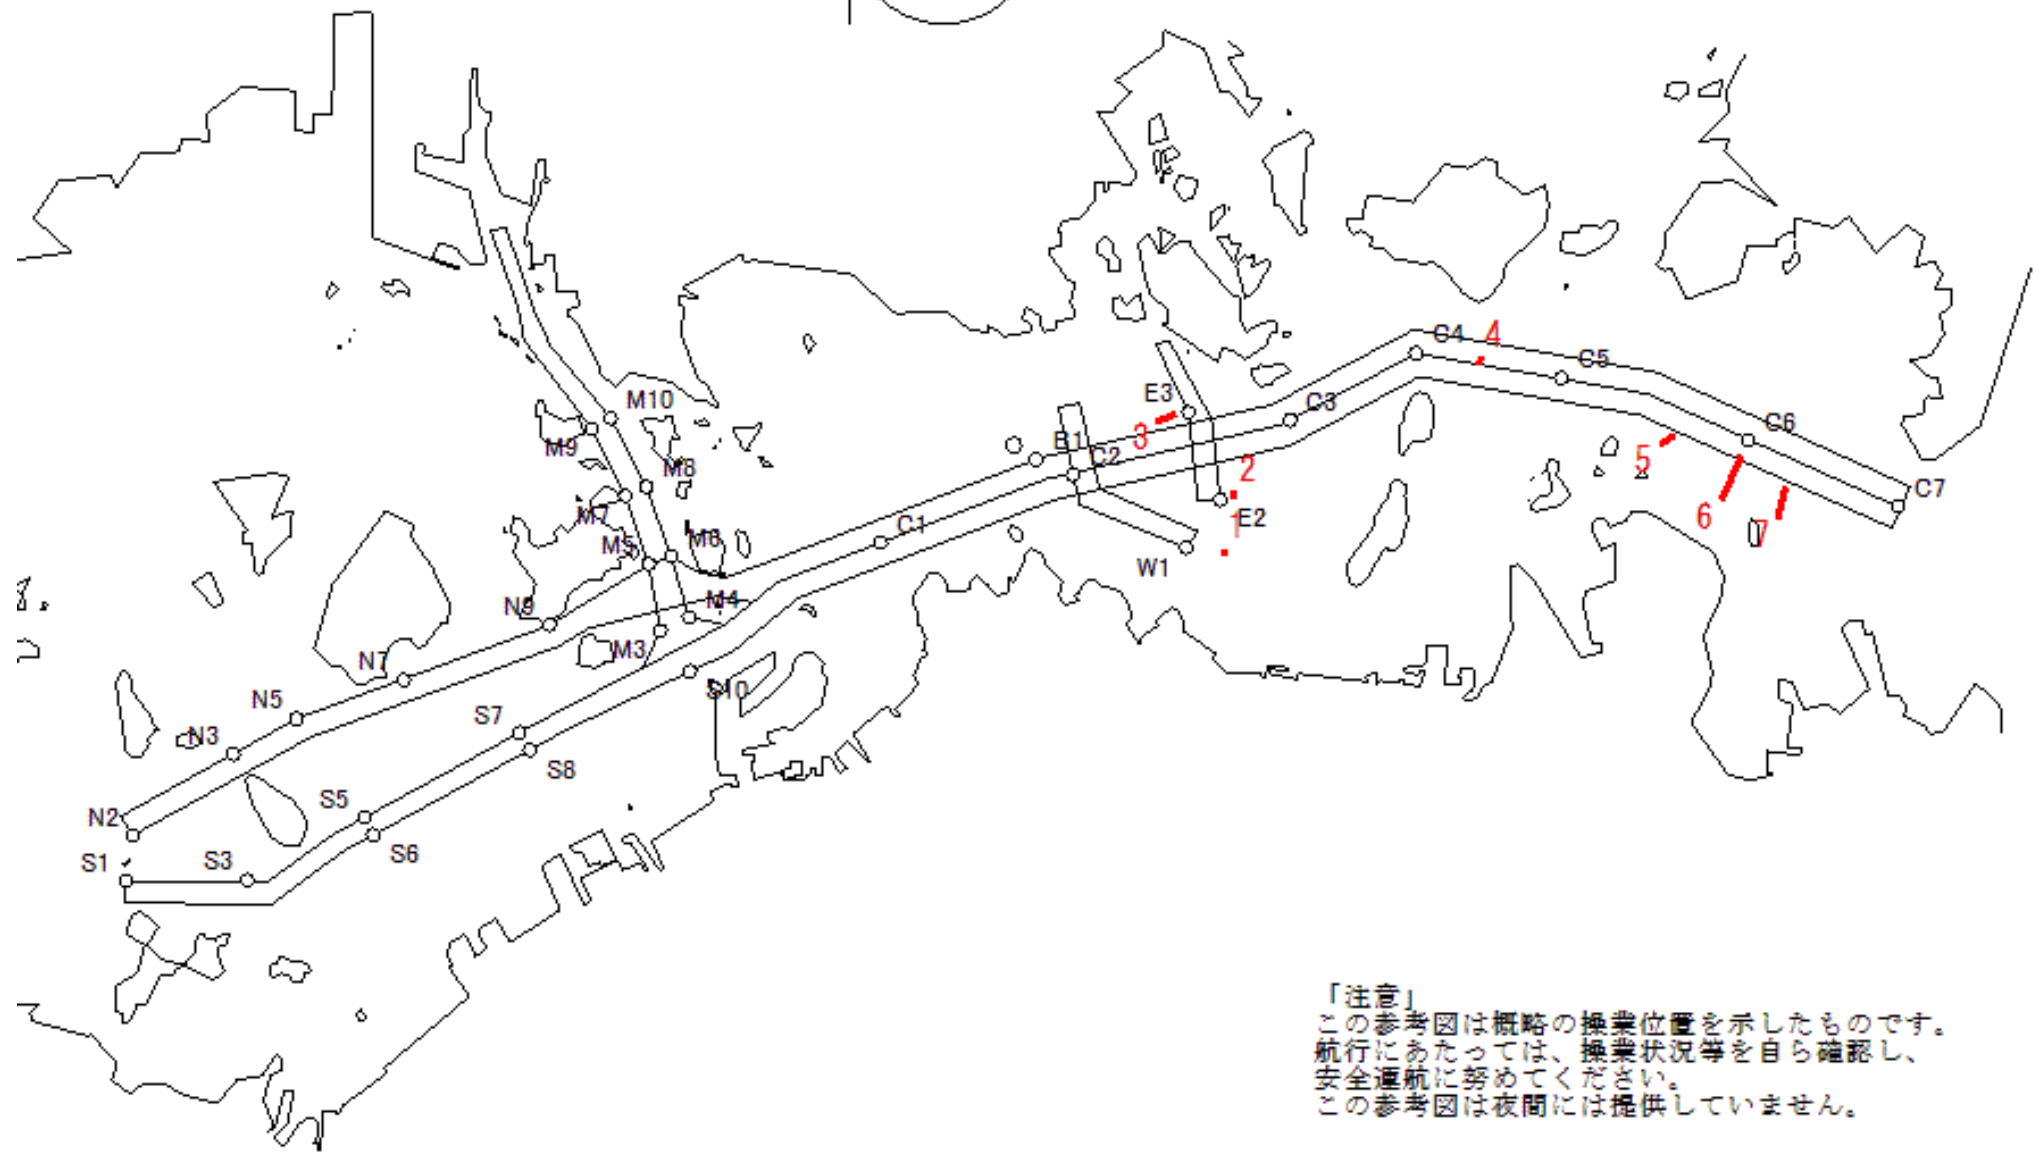 C4
4
C5
M10
E3
C3
C6
3
B1
M9
C2
5
M8
2
C7
M7
6
1
E2
7
C1
M5
M6
W1
N9
M4
M3
N7
S10
N5
S7
N3
S8
S5
N2
S6
S1
S3
「注意」
この参考図は概略の操業位置を示したものです。
航行にあたっては、操業状況等を自ら確認し、
安全運航に努めてください。
この参考図は夜間には提供していません。